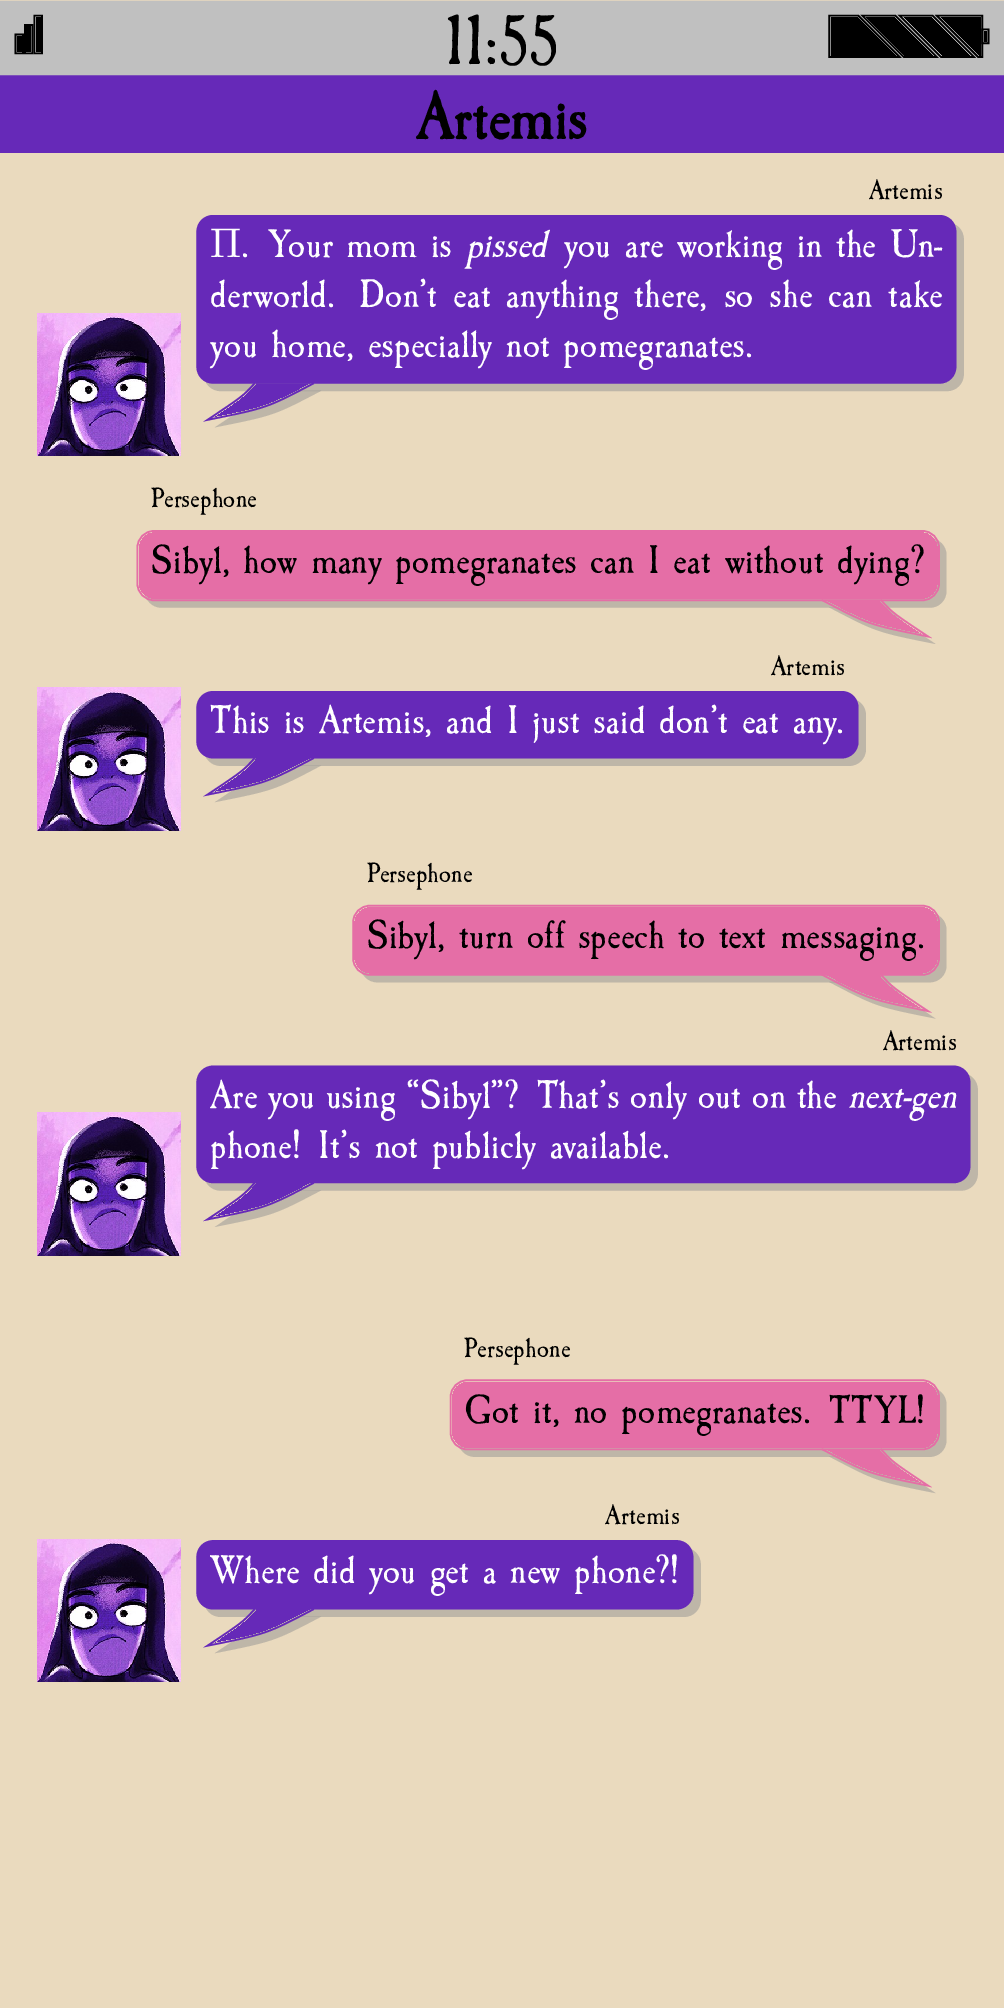 11:55
Artemis
Artemis
Π. Your mom is pissed you are working in the Un-
derworld. Don't eat anything there, so she can take
you home, especially not pomegranates.
Persephone
Sibyl, how many pomegranates can I eat without dying?
Artemis
This is Artemis, and I just said don't eat any.
Persephone
Sibyl, turn off speech to text messaging.
Artemis
Are you using “Sibyl”? That's only out on the next-gen
phone! It's not publicly available.
Persephone
Got it, no pomegranates. TTYL!
Artemis
Where did you get a new phone?!